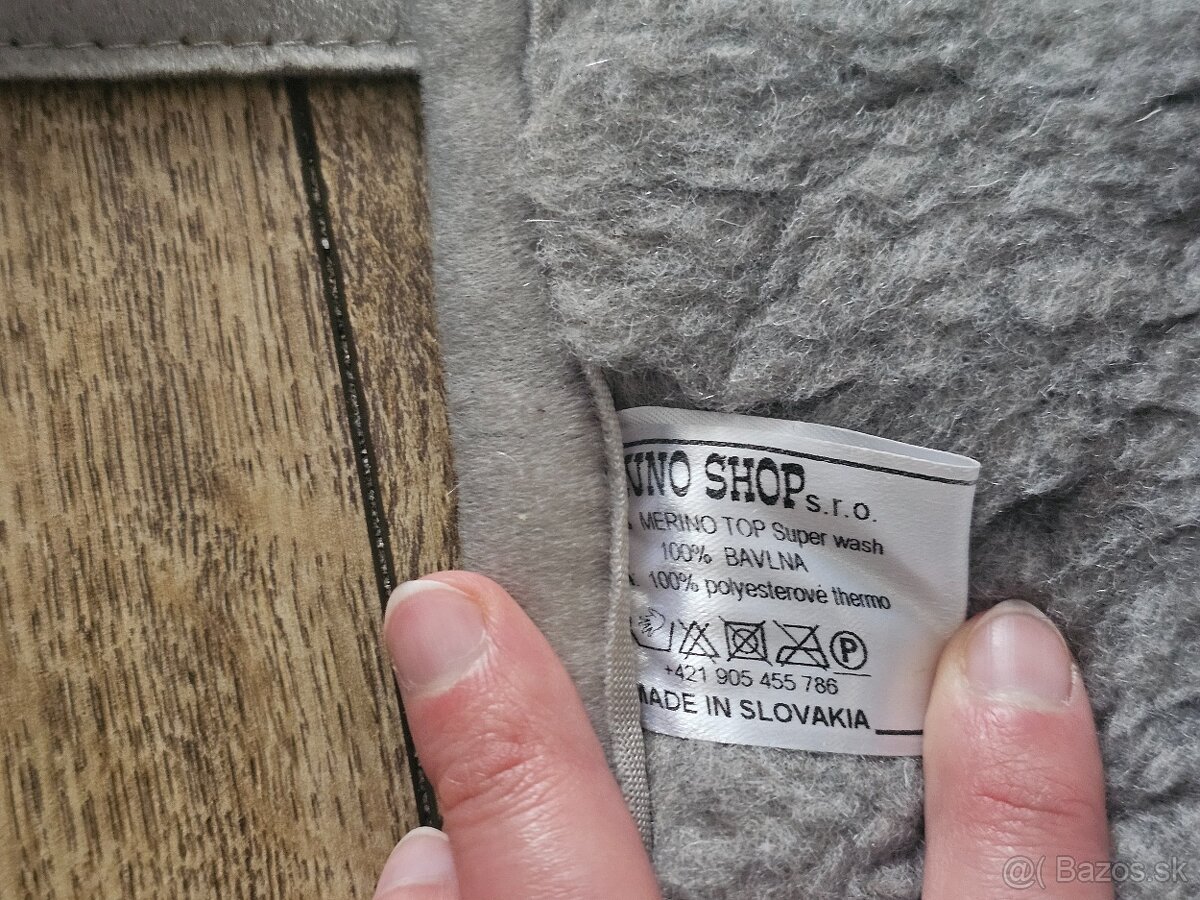 NNO SHOP s.r.o.
MERINO TOP Super wash
100% BAVLNA
100% polyesterové thermo
P
+421 905 455 786
MADE IN SLOVAKIA
@( Bazos.sk